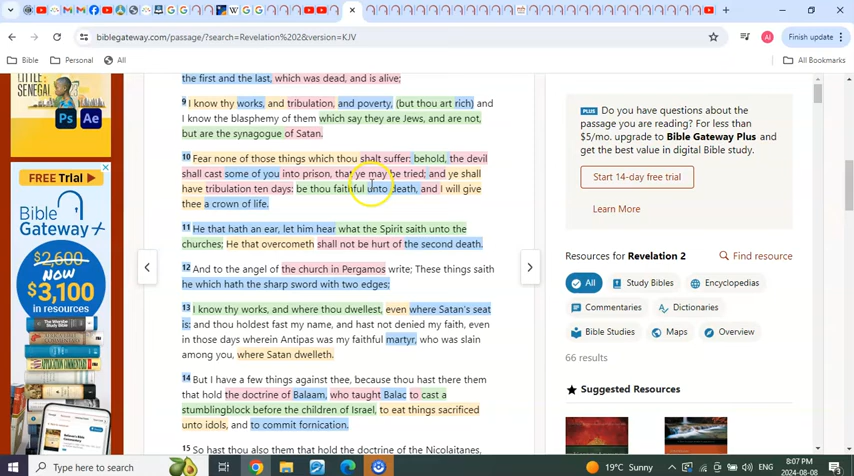 Finish update
biblegateway.com/passage/?search=Revelation%202&version=KJV
Bible
Personal
All
All Bookmarks
LITTLE
SENEGAL
Ps
Ae
FREE TRIAL
Bible
Gateway
$2,600
NOW
$3,100
in resources
the first and the last, which was dead, and is alive;
9 I know thy works, and tribulation, and poverty, (but thou art rich) and
I know the blasphemy of them which say they are Jews, and are not,
but are the synagogue of Satan.
10 Fear none of those things which thou shalt suffer: behold, the devil
shall cast some of you into prison, that ye may be tried; and ye shall
have tribulation ten days: be thou faithful unto death, and I will give
thee a crown of life.
11 He that hath an ear, let him hear what the Spirit saith unto the
churches; He that overcometh shall not be hurt of the second death.
12 And to the angel of the church in Pergamos write; These things saith
he which hath the sharp sword with two edges;
13 I know thy works, and where thou dwellest, even where Satan's seat
is: and thou holdest fast my name, and hast not denied my faith, even
in those days wherein Antipas was my faithful martyr, who was slain
among you, where Satan dwelleth.
14 But I have a few things against thee, because thou hast there them
that hold the doctrine of Balaam, who taught Balac to cast a
stumblingblock before the children of Israel, to eat things sacrificed
unto idols, and to commit fornication.
15 So hast thou also them that hold the doctrine of the Nicolaitanes,
PLUS Do you have questions about the
passage you are reading? For less than
$5/mo. upgrade to Bible Gateway Plus and
get the best value in digital Bible study.
Start 14-day free trial
Learn More
Resources for Revelation 2
Find resource
All
Study Bibles
Encyclopedias
Commentaries
Dictionaries
Bible Studies
Maps
Overview
66 results
Suggested Resources
Type here to search
19°C Sunny
8:07 PM
2024-08-08